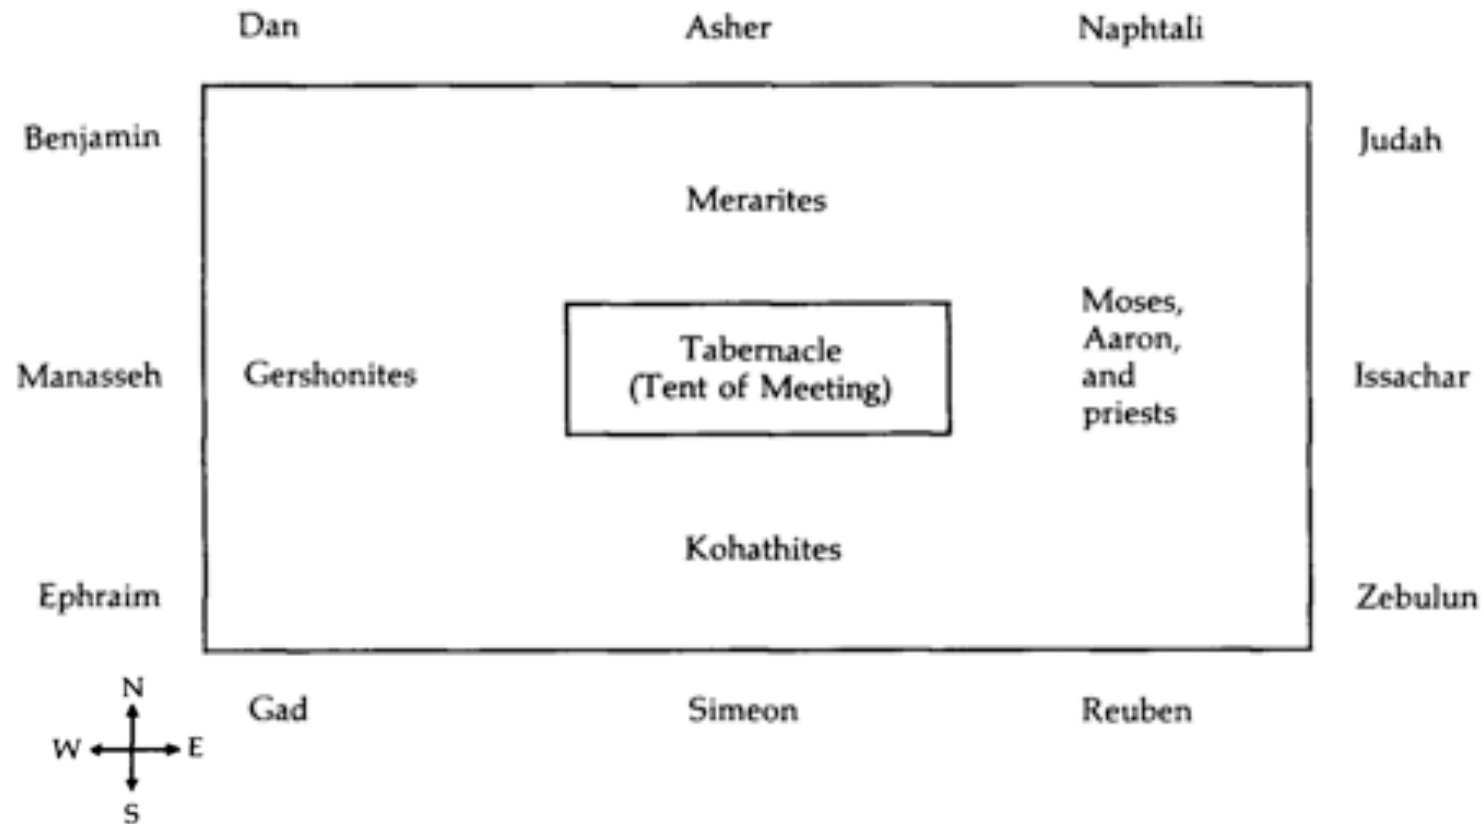 Dan Asher Naphtali
Benjamin Judah
Merarites
Moses,
Aaron,
and
priests
Tabernacle
(Tent of Meeting)
Manasseh Gershonites Issachar
Kohathites
Ephraim Zebulun
Gad Simeon Reuben
N
W E
S